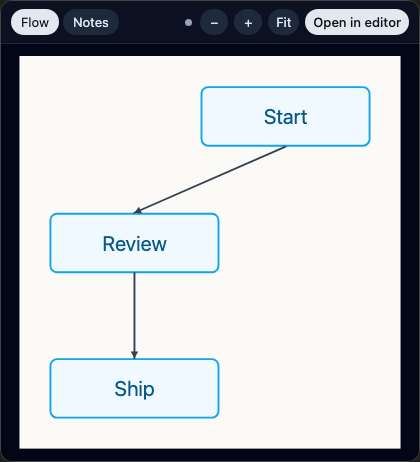 Flow
Notes
−
+
Fit
Open in editor
Start
Review
Ship